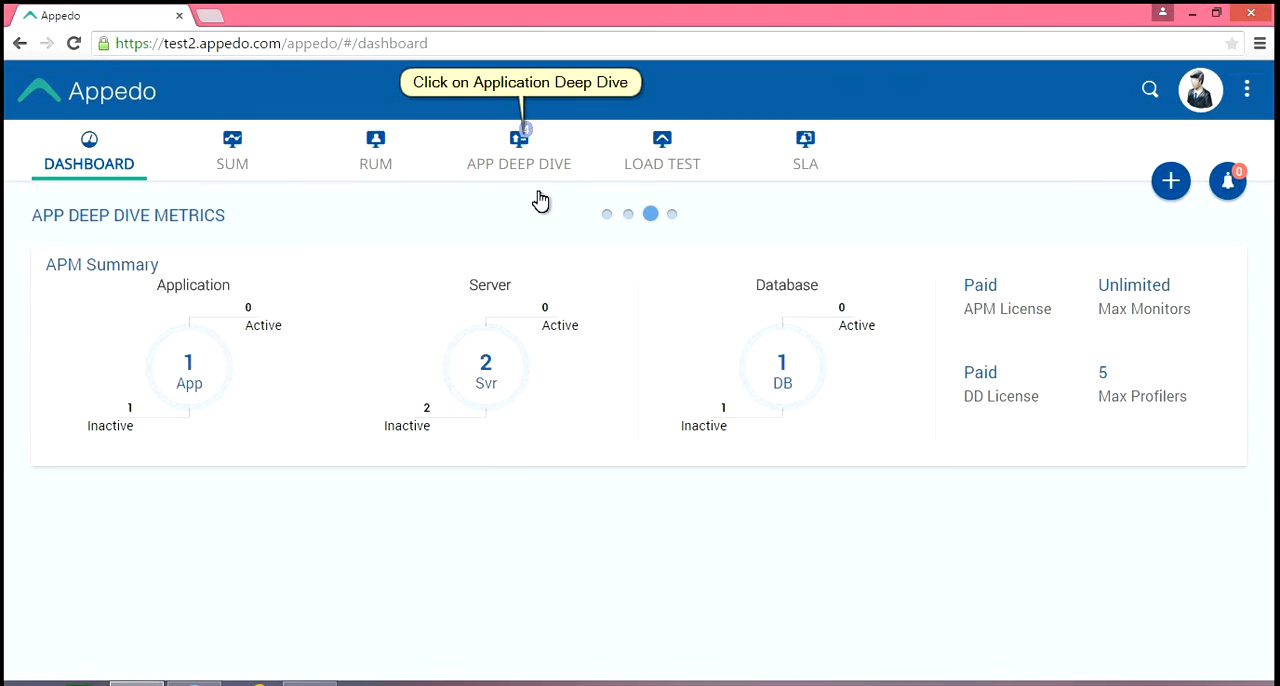 Appedo
https://test2.appedo.com/appedo/#/dashboard
Click on Application Deep Dive
Appedo
4
DASHBOARD
SUM
RUM
APP DEEP DIVE
LOAD TEST
SLA
0
APP DEEP DIVE METRICS
APM Summary
Application
0
Active
1
App
1
Inactive
Server
0
Active
2
Svr
2
Inactive
Database
0
Active
1
DB
1
Inactive
Paid
APM License
Unlimited
Max Monitors
Paid
DD License
5
Max Profilers